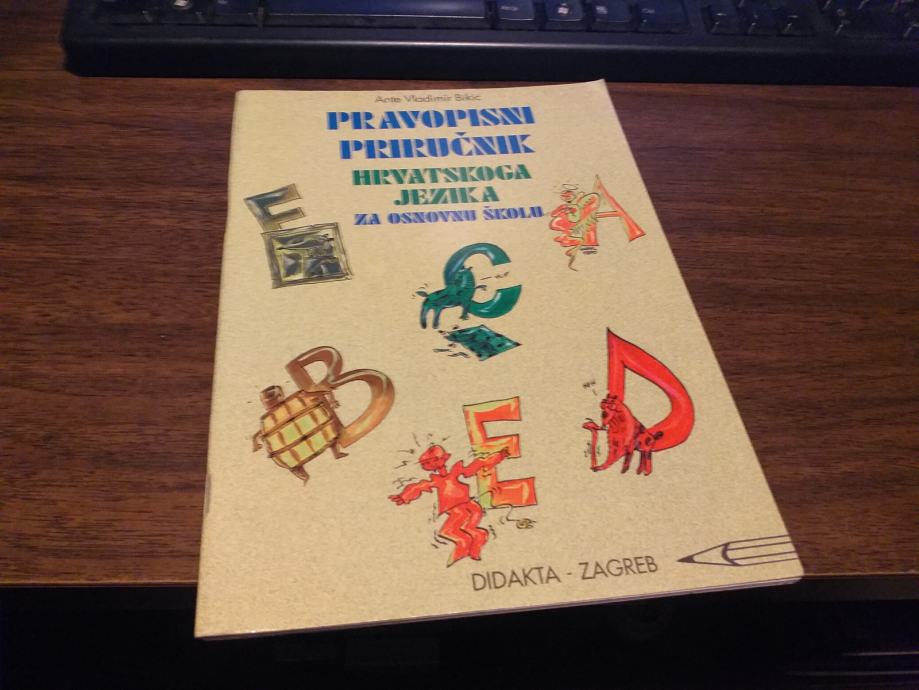 Ante Vladimir Bikić
PRAVOPISNI
PRIRUČNIK
HRVATSKOGA
JEZIKA
ZA OSNOVNU ŠKOLU
F
A
C
B
E
D
DIDAKTA - ZAGREB